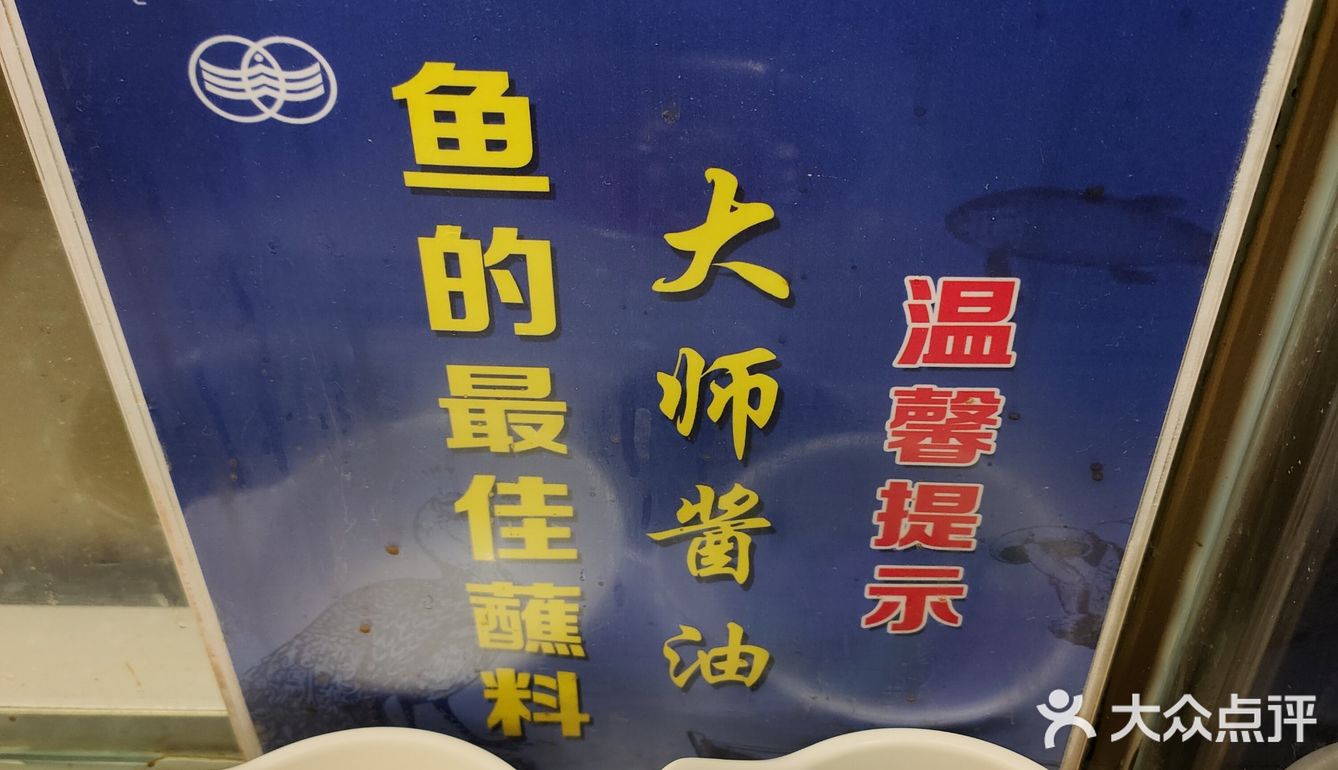 温馨提示
大师酱油
鱼的最佳蘸料
大众点评